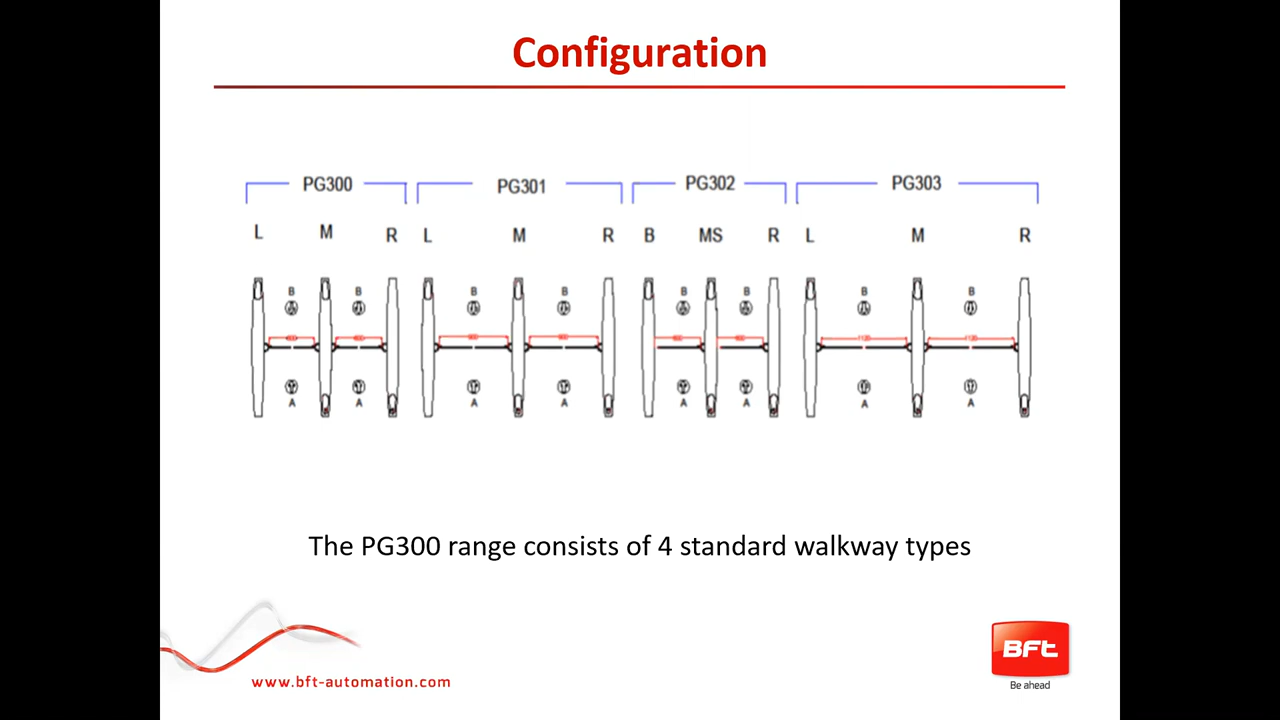 Configuration
PG300 PG301 PG302 PG303
L M R L M R B MS R L M R
B B B B B B B B
A A A A A A A A
The PG300 range consists of 4 standard walkway types
BFt
www.bft-automation.com
Be ahead